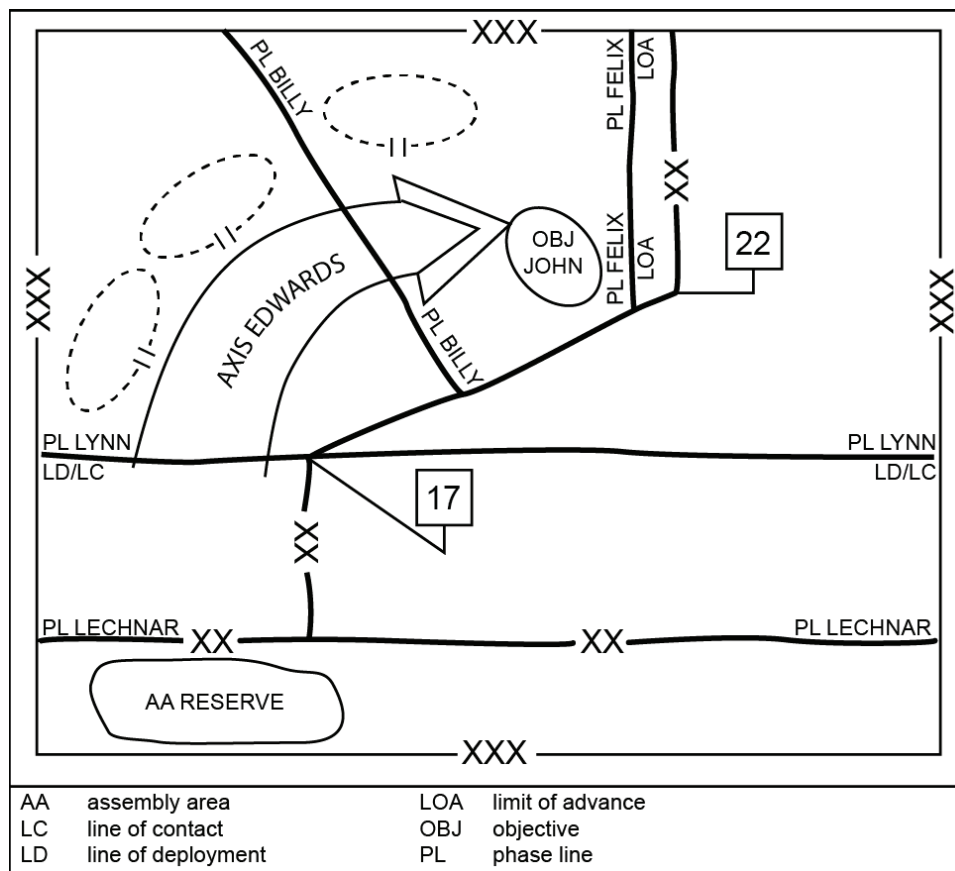 XXX
PL BILLY
PL FELIX
LOA
II
XX
II
22
OBJ
JOHN
PL FELIX
LOA
AXIS EDWARDS
XXX
XXX
II
PL BILLY
PL LYNN
PL LYNN
LD/LC
LD/LC
17
XX
PL LECHNAR
XX
XX
PL LECHNAR
AA RESERVE
XXX
AA assembly area
LC line of contact
LD line of deployment
LOA limit of advance
OBJ objective
PL phase line